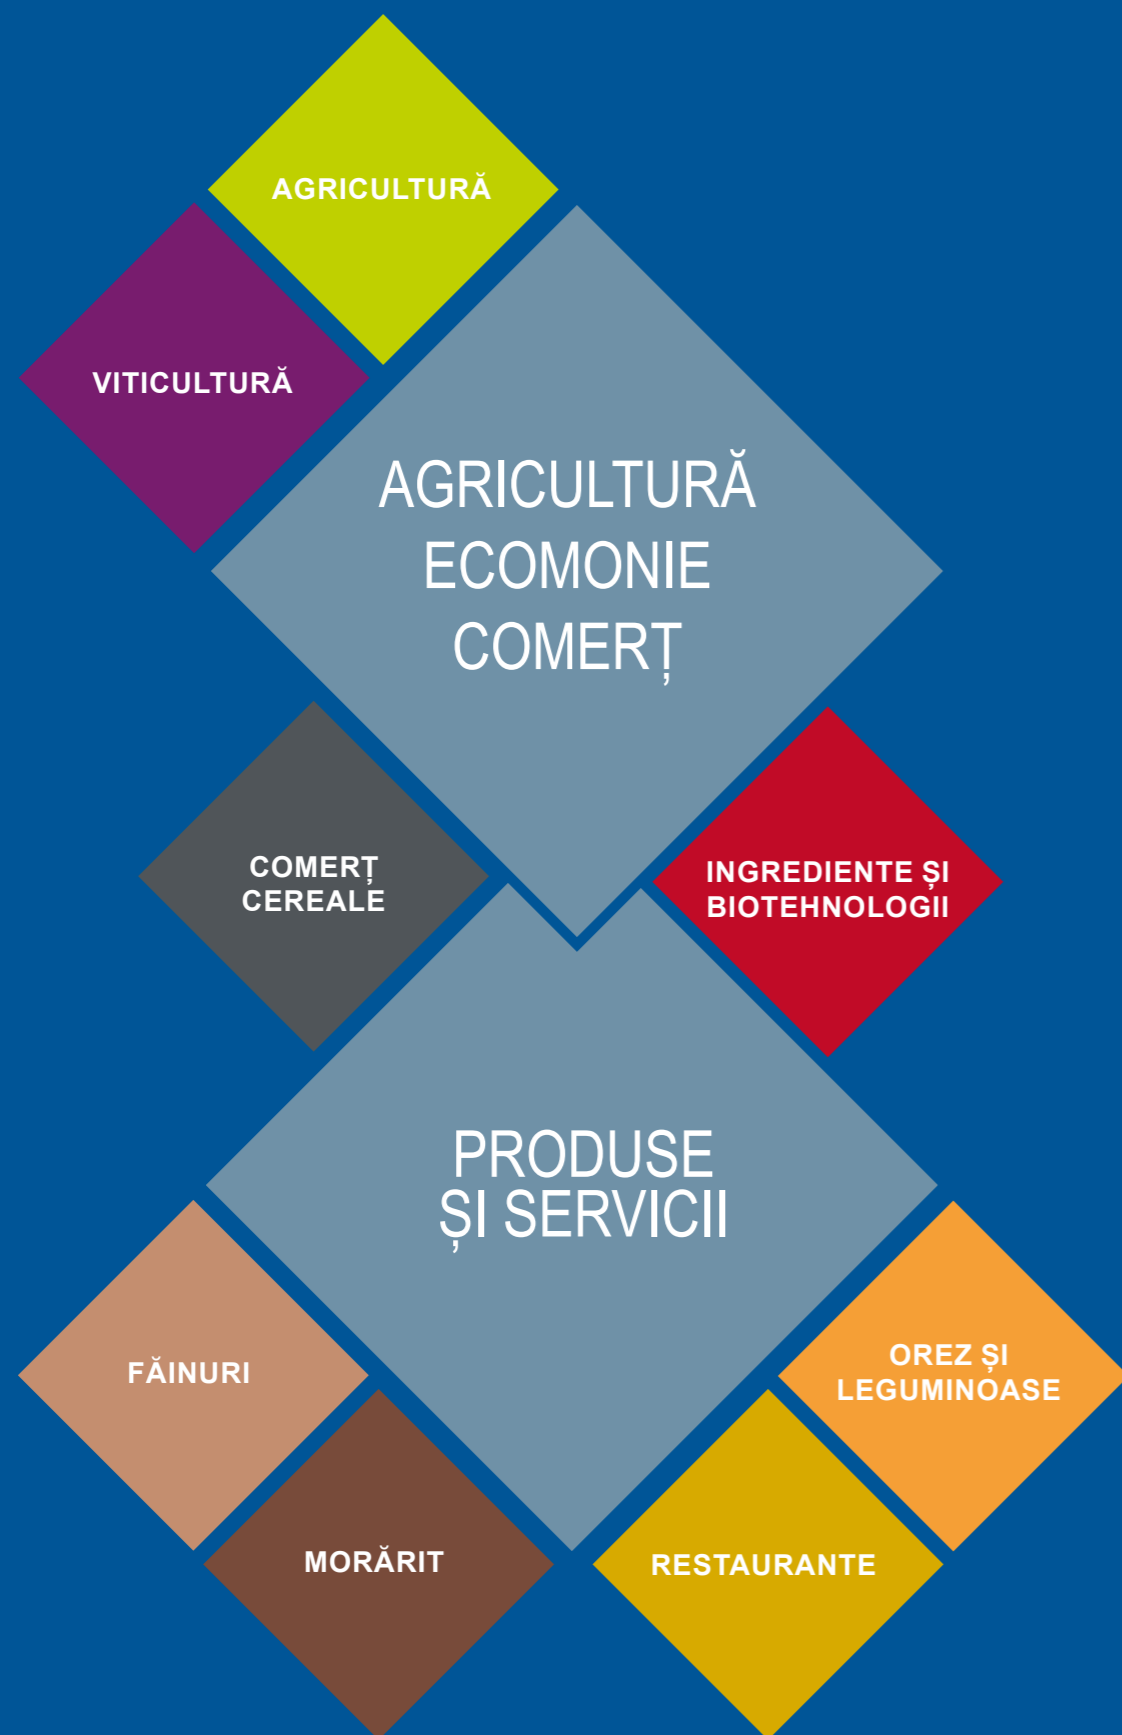 AGRICULTURĂ
VITICULTURĂ
AGRICULTURĂ
ECOMONIE
COMERȚ
COMERȚ
CEREALE
INGREDIENTE ȘI
BIOTEHNOLOGII
PRODUSE
ȘI SERVICII
FĂINURI
OREZ ȘI
LEGUMINOASE
MORĂRIT
RESTAURANTE